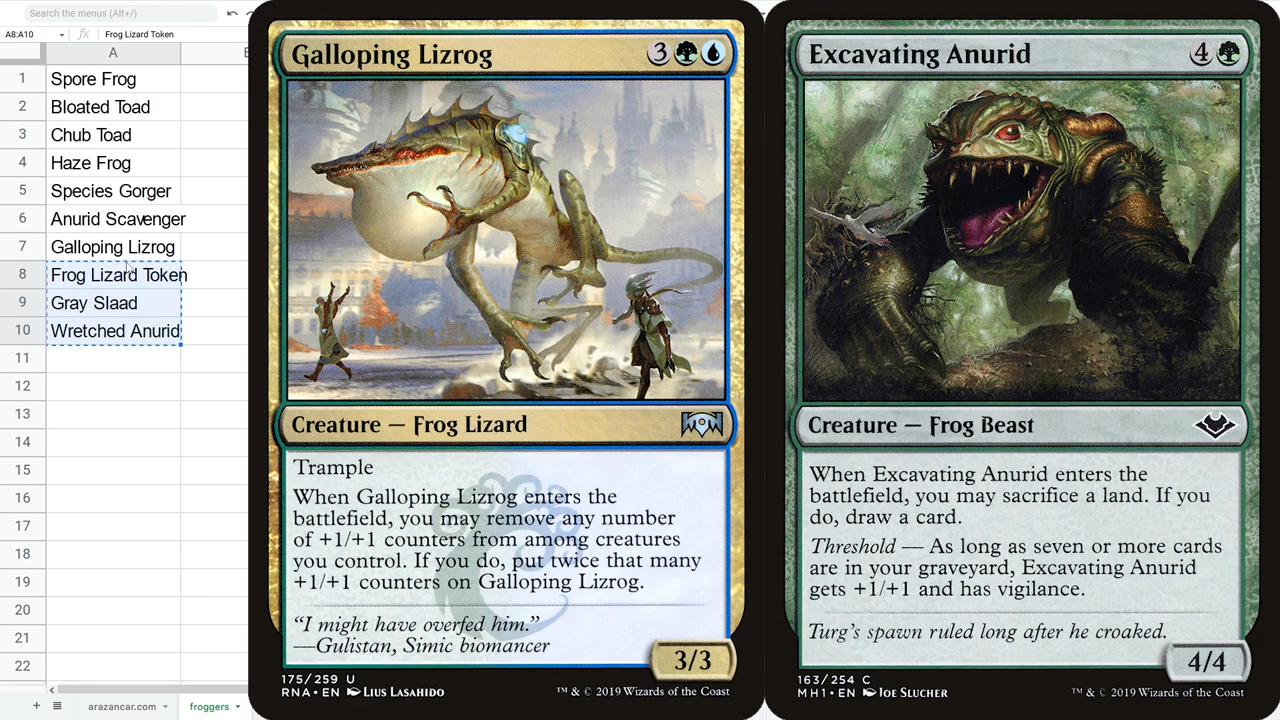 Search the menus (Alt+/)
A8:A10
fx
Frog Lizard Token
A
1 Spore Frog
2 Bloated Toad
3 Chub Toad
4 Haze Frog
5 Species Gorger
6 Anurid Scavenger
7 Galloping Lizrog
8 Frog Lizard Token
9 Gray Slaad
10 Wretched Anurid
11
12
13
14
15
16
17
18
19
20
21
22
arazancar.com
froggers
Galloping Lizrog 3
Creature — Frog Lizard
Trample
When Galloping Lizrog enters the
battlefield, you may remove any number
of +1/+1 counters from among creatures
you control. If you do, put twice that many
+1/+1 counters on Galloping Lizrog.
“I might have overfed him.”
—Gulistan, Simic biomancer
3/3
175/259 U
RNA • EN Lius Lasahido
™ & © 2019 Wizards of the Coast
Excavating Anurid 4
Creature — Frog Beast
When Excavating Anurid enters the
battlefield, you may sacrifice a land. If you
do, draw a card.
Threshold — As long as seven or more cards
are in your graveyard, Excavating Anurid
gets +1/+1 and has vigilance.
Turg’s spawn ruled long after he croaked.
4/4
163/254 C
MH1 • EN Joe Slucher
™ & © 2019 Wizards of the Coast